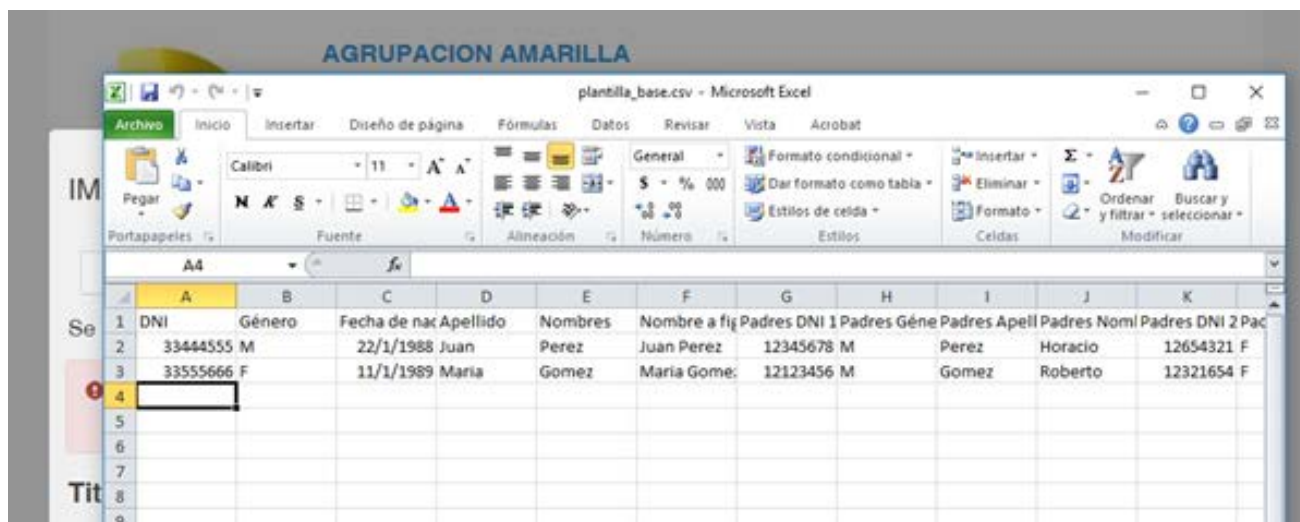 AGRUPACION AMARILLA
plantilla_base.csv - Microsoft Excel
Archivo Inicio Insertar Diseño de página Fórmulas Datos Revisar Vista Acrobat
IM
Pegar
Calibri 11 A A
N K S A
General
$ % 000
Formato condicional
Dar formato como tabla
Estilos de celda
Insertar
Eliminar
Formato
Σ
Ordenar y filtrar
Buscar y seleccionar
Portapapeles Fuente Alineación Número Estilos Celdas Modificar
A4 fx
A B C D E F G H I J K
Se
1 DNI Género Fecha de nac Apellido Nombres Nombre a fig Padres DNI 1 Padres Géne Padres Apell Padres Noml Padres DNI 2 Pad
2 33444555 M 22/1/1988 Juan Perez Juan Perez 12345678 M Perez Horacio 12654321 F
3 33555666 F 11/1/1989 Maria Gomez Maria Gome: 12123456 M Gomez Roberto 12321654 F
4
5
6
7
Tit
8
9